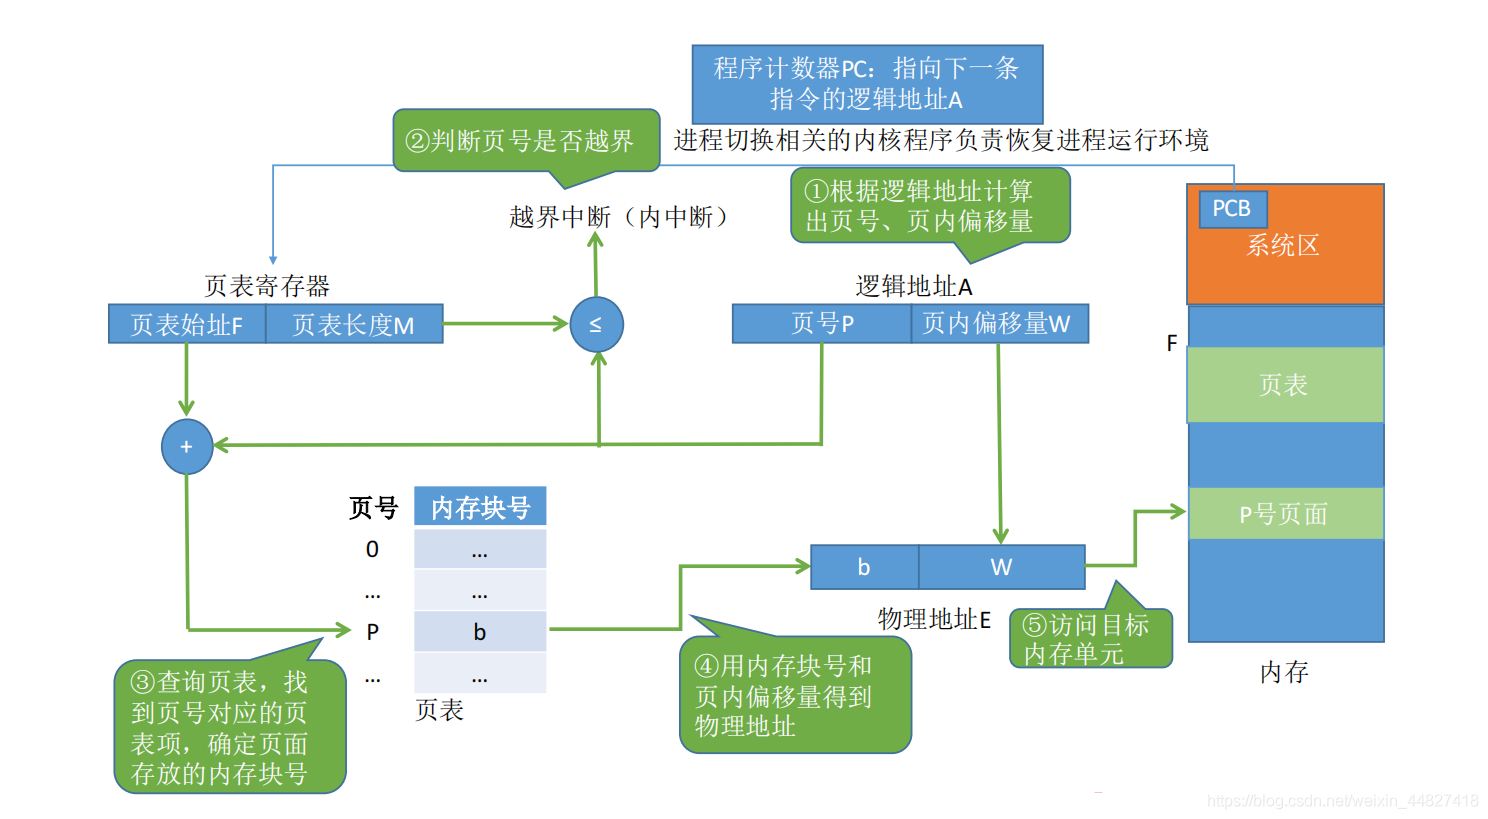 程序计数器PC：指向下一条
指令的逻辑地址A
②判断页号是否越界
进程切换相关的内核程序负责恢复进程运行环境
①根据逻辑地址计算
出页号、页内偏移量
PCB
系统区
越界中断（内中断）
页表寄存器
逻辑地址A
页表始址F
页表长度M
≤
页号P
页内偏移量W
F
页表
+
页号
内存块号
0
...
...
...
P
b
...
...
页表
P号页面
b
W
物理地址E
③查询页表，找
到页号对应的页
表项，确定页面
存放的内存块号
④用内存块号和
页内偏移量得到
物理地址
⑤访问目标
内存单元
内存
https://blog.csdn.net/weixin_44827418